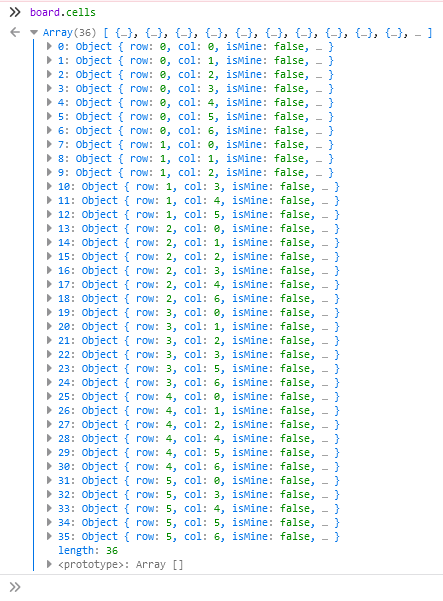 board.cells
Array(36) [ {…}, {…}, {…}, {…}, {…}, {…}, {…}, {…}, {…}, {…}, … ]
0: Object { row: 0, col: 0, isMine: false, … }
1: Object { row: 0, col: 1, isMine: false, … }
2: Object { row: 0, col: 2, isMine: false, … }
3: Object { row: 0, col: 3, isMine: false, … }
4: Object { row: 0, col: 4, isMine: false, … }
5: Object { row: 0, col: 5, isMine: false, … }
6: Object { row: 0, col: 6, isMine: false, … }
7: Object { row: 1, col: 0, isMine: false, … }
8: Object { row: 1, col: 1, isMine: false, … }
9: Object { row: 1, col: 2, isMine: false, … }
10: Object { row: 1, col: 3, isMine: false, … }
11: Object { row: 1, col: 4, isMine: false, … }
12: Object { row: 1, col: 5, isMine: false, … }
13: Object { row: 2, col: 0, isMine: false, … }
14: Object { row: 2, col: 1, isMine: false, … }
15: Object { row: 2, col: 2, isMine: false, … }
16: Object { row: 2, col: 3, isMine: false, … }
17: Object { row: 2, col: 4, isMine: false, … }
18: Object { row: 2, col: 6, isMine: false, … }
19: Object { row: 3, col: 0, isMine: false, … }
20: Object { row: 3, col: 1, isMine: false, … }
21: Object { row: 3, col: 2, isMine: false, … }
22: Object { row: 3, col: 3, isMine: false, … }
23: Object { row: 3, col: 5, isMine: false, … }
24: Object { row: 3, col: 6, isMine: false, … }
25: Object { row: 4, col: 0, isMine: false, … }
26: Object { row: 4, col: 1, isMine: false, … }
27: Object { row: 4, col: 2, isMine: false, … }
28: Object { row: 4, col: 4, isMine: false, … }
29: Object { row: 4, col: 5, isMine: false, … }
30: Object { row: 4, col: 6, isMine: false, … }
31: Object { row: 5, col: 0, isMine: false, … }
32: Object { row: 5, col: 3, isMine: false, … }
33: Object { row: 5, col: 4, isMine: false, … }
34: Object { row: 5, col: 5, isMine: false, … }
35: Object { row: 5, col: 6, isMine: false, … }
length: 36
<prototype>: Array []